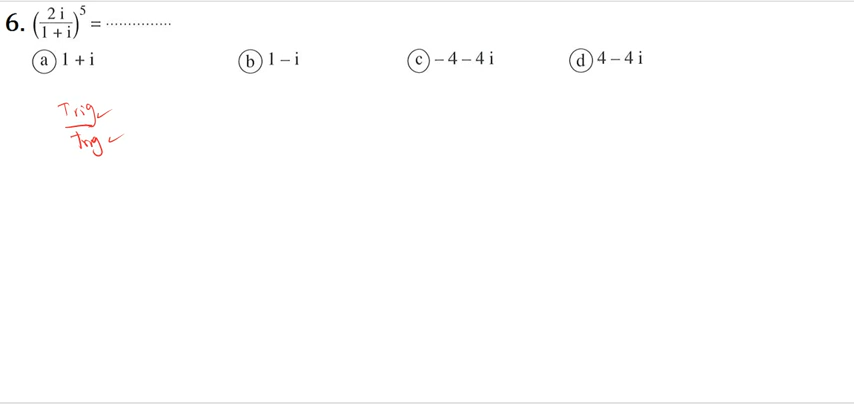 6. (2 i / 1 + i)^5 = ...............
a 1 + i
b 1 – i
c – 4 – 4 i
d 4 – 4 i
Trig ✓
Trig ✓